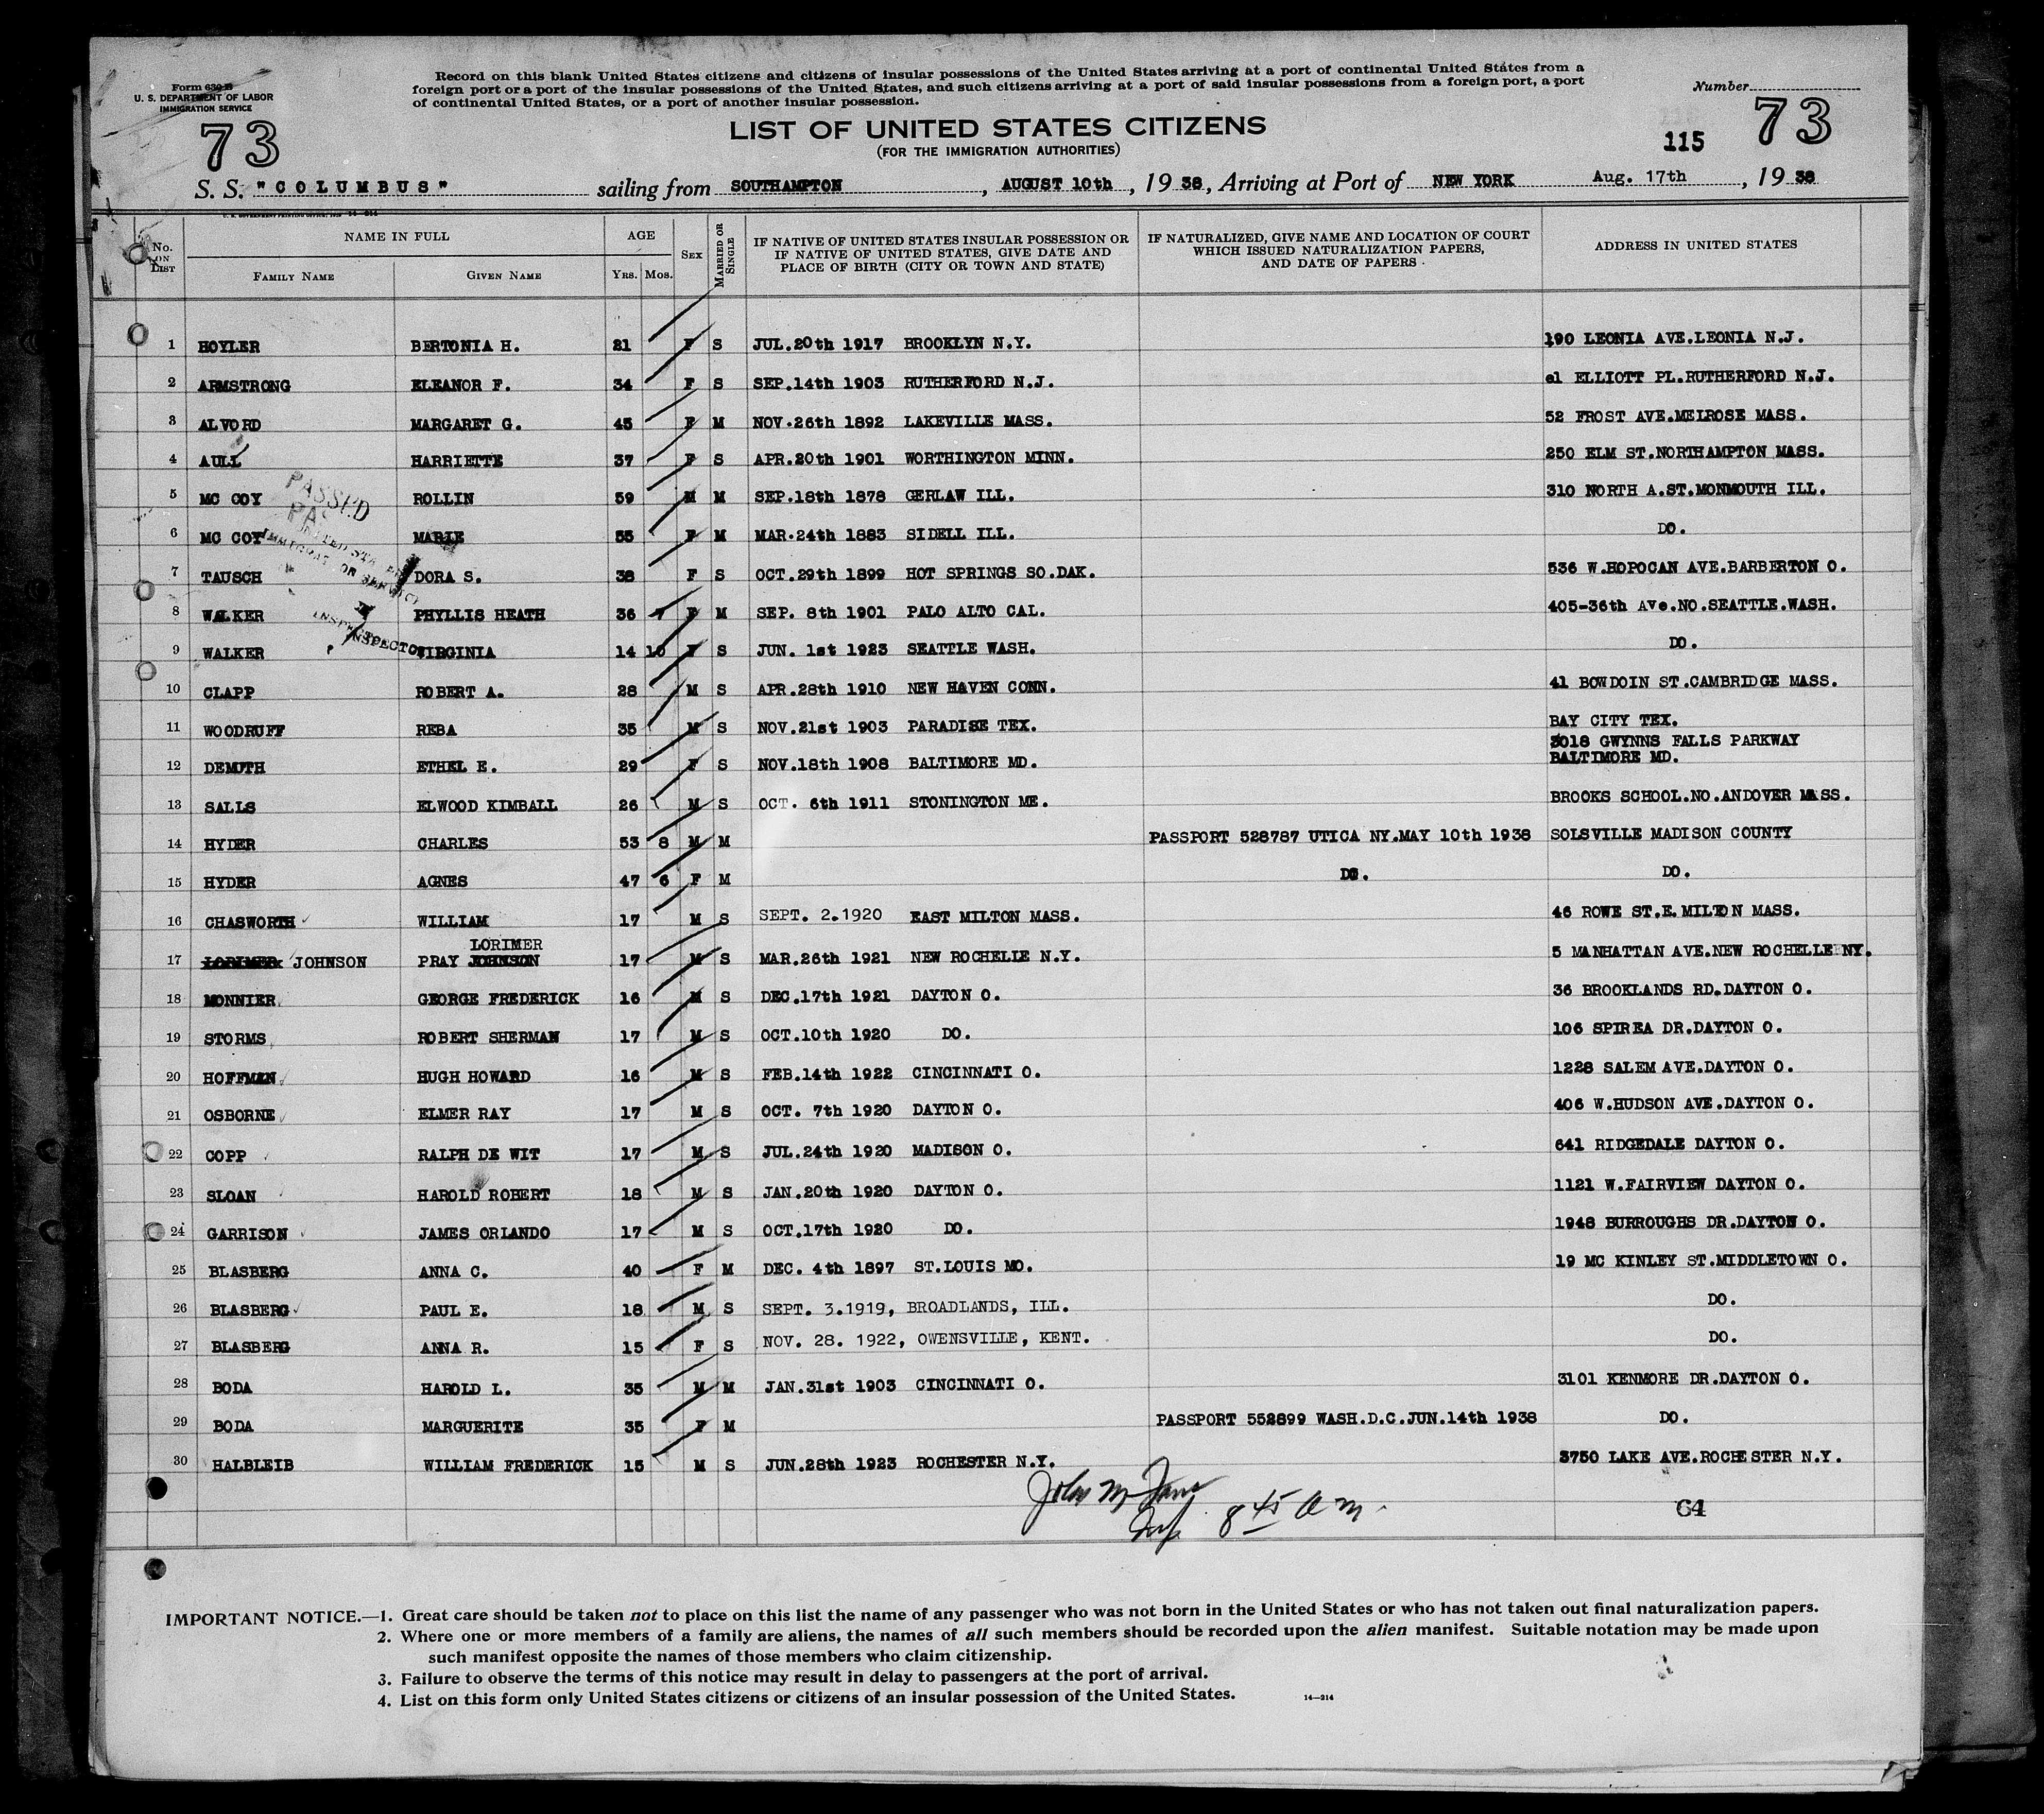 Form 630 B
U. S. DEPARTMENT OF LABOR
IMMIGRATION SERVICE
Record on this blank United States citizens and citizens of insular possessions of the United States arriving at a port of continental United States from a
foreign port or a port of the insular possessions of the United States, and such citizens arriving at a port of said insular possessions from a foreign port, a port
of continental United States, or a port of another insular possession.
Number
73
LIST OF UNITED STATES CITIZENS
(FOR THE IMMIGRATION AUTHORITIES)
115 73
S. S. "COLUMBUS" sailing from SOUTHAMPTON, AUGUST 10th, 19 38, Arriving at Port of NEW YORK Aug. 17th, 19 38
No. ON LIST
NAME IN FULL
FAMILY NAME GIVEN NAME
AGE
YRS. MOS.
SEX
MARRIED OR SINGLE
IF NATIVE OF UNITED STATES INSULAR POSSESSION OR
IF NATIVE OF UNITED STATES, GIVE DATE AND
PLACE OF BIRTH (CITY OR TOWN AND STATE)
IF NATURALIZED, GIVE NAME AND LOCATION OF COURT
WHICH ISSUED NATURALIZATION PAPERS,
AND DATE OF PAPERS
ADDRESS IN UNITED STATES
1 HOYLER BERTONIA H. 21 F S JUL.20th 1917 BROOKLYN N.Y. 190 LEONIA AVE.LEONIA N.J.
2 ARMSTRONG ELEANOR F. 34 F S SEP.14th 1903 RUTHERFORD N.J. el ELLIOTT PL.RUTHERFORD N.J.
3 ALVORD MARGARET G. 45 F M NOV.26th 1892 LAKEVILLE MASS. 52 FROST AVE.MELROSE MASS.
4 AULL HARRIETTE 37 F S APR.20th 1901 WORTHINGTON MINN. 250 ELM ST.NORTHAMPTON MASS.
5 MC COY ROLLIN 59 M M SEP.18th 1878 GERLAW ILL. 310 NORTH A.ST.MONMOUTH ILL.
6 MC COY MARIE 55 F M MAR.24th 1883 SIDELL ILL. DO.
7 TAUSCH DORA S. 38 F S OCT.29th 1899 HOT SPRINGS SO.DAK. 536 W.HOPOCAN AVE.BARBERTON O.
8 WALKER PHYLLIS HEATH 36 7 F M SEP. 8th 1901 PALO ALTO CAL. 405-36th Ave.NO.SEATTLE.WASH.
9 WALKER VIRGINIA 14 10 F S JUN. 1st 1923 SEATTLE WASH. DO.
10 CLAPP ROBERT A. 28 M S APR.28th 1910 NEW HAVEN CONN. 41 BOWDOIN ST.CAMBRIDGE MASS.
11 WOODRUFF REBA 35 M S NOV.21st 1903 PARADISE TEX. BAY CITY TEX.
3018 GWYNNS FALLS PARKWAY
12 DEMUTH ETHEL E. 29 F S NOV.18th 1908 BALTIMORE MD. BALTIMORE MD.
13 SALLS ELWOOD KIMBALL 26 M S OCT. 6th 1911 STONINGTON ME. BROOKS SCHOOL.NO.ANDOVER MASS.
14 HYDER CHARLES 53 8 M M PASSPORT 528787 UTICA NY.MAY 10th 1938 SOLSVILLE MADISON COUNTY
15 HYDER AGNES 47 6 F M DO. DO.
16 CHASWORTH WILLIAM 17 M S SEPT. 2.1920 EAST MILTON MASS. 46 ROWE ST.E.MILTON MASS.
LORIMER
17 LORIMER JOHNSON PRAY JOHNSON 17 M S MAR.26th 1921 NEW ROCHELLE N.Y. 5 MANHATTAN AVE.NEW ROCHELLE NY.
18 MONNIER GEORGE FREDERICK 16 M S DEC.17th 1921 DAYTON O. 36 BROOKLANDS RD.DAYTON O.
19 STORMS ROBERT SHERMAN 17 M S OCT.10th 1920 DO. 106 SPIREA DR.DAYTON O.
20 HOFFMAN HUGH HOWARD 16 M S FEB.14th 1922 CINCINNATI O. 1228 SALEM AVE.DAYTON O.
21 OSBORNE ELMER RAY 17 M S OCT. 7th 1920 DAYTON O. 406 W.HUDSON AVE.DAYTON O.
22 COPP RALPH DE WIT 17 M S JUL.24th 1920 MADISON O. 641 RIDGEDALE DAYTON O.
23 SLOAN HAROLD ROBERT 18 M S JAN.20th 1920 DAYTON O. 1121 W.FAIRVIEW DAYTON O.
24 GARRISON JAMES ORLANDO 17 M S OCT.17th 1920 DO. 1948 BURROUGHS DR.DAYTON O.
25 BLASBERG ANNA C. 40 F M DEC. 4th 1897 ST.LOUIS MO. 19 MC KINLEY ST.MIDDLETOWN O.
26 BLASBERG PAUL E. 18 M S SEPT. 3.1919, BROADLANDS, ILL. DO.
27 BLASBERG ANNA R. 15 F S NOV. 28. 1922, OWENSVILLE, KENT. DO.
28 BODA HAROLD L. 35 M M JAN.31st 1903 CINCINNATI O. 3101 KENMORE DR.DAYTON O.
29 BODA MARGUERITE 35 F M PASSPORT 552899 WASH.D.C.JUN.14th 1938 DO.
30 HALBLEIB WILLIAM FREDERICK 15 M S JUN.28th 1923 ROCHESTER N.Y. 3750 LAKE AVE.ROCHESTER N.Y.
PASSED
INSPECTOR
John M
8 45 am.
C4
IMPORTANT NOTICE.—1. Great care should be taken not to place on this list the name of any passenger who was not born in the United States or who has not taken out final naturalization papers.
2. Where one or more members of a family are aliens, the names of all such members should be recorded upon the alien manifest. Suitable notation may be made upon
such manifest opposite the names of those members who claim citizenship.
3. Failure to observe the terms of this notice may result in delay to passengers at the port of arrival.
4. List on this form only United States citizens or citizens of an insular possession of the United States. 14—214